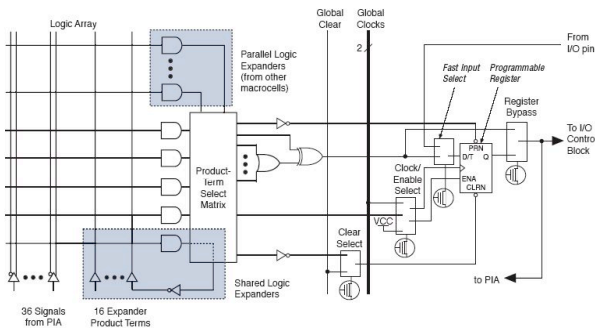 Logic Array
Global
Clear
Global
Clocks
2
Parallel Logic
Expanders
(from other
macrocells)
From
I/O pin
Fast Input
Select
Programmable
Register
Register
Bypass
To I/O
Contro
Block
PRN
D/T Q
ENA
CLRN
Product-
Term
Select
Matrix
Clock/
Enable
Select
VCC
Clear
Select
Shared Logic
Expanders
to PIA
36 Signals
from PIA
16 Expander
Product Terms